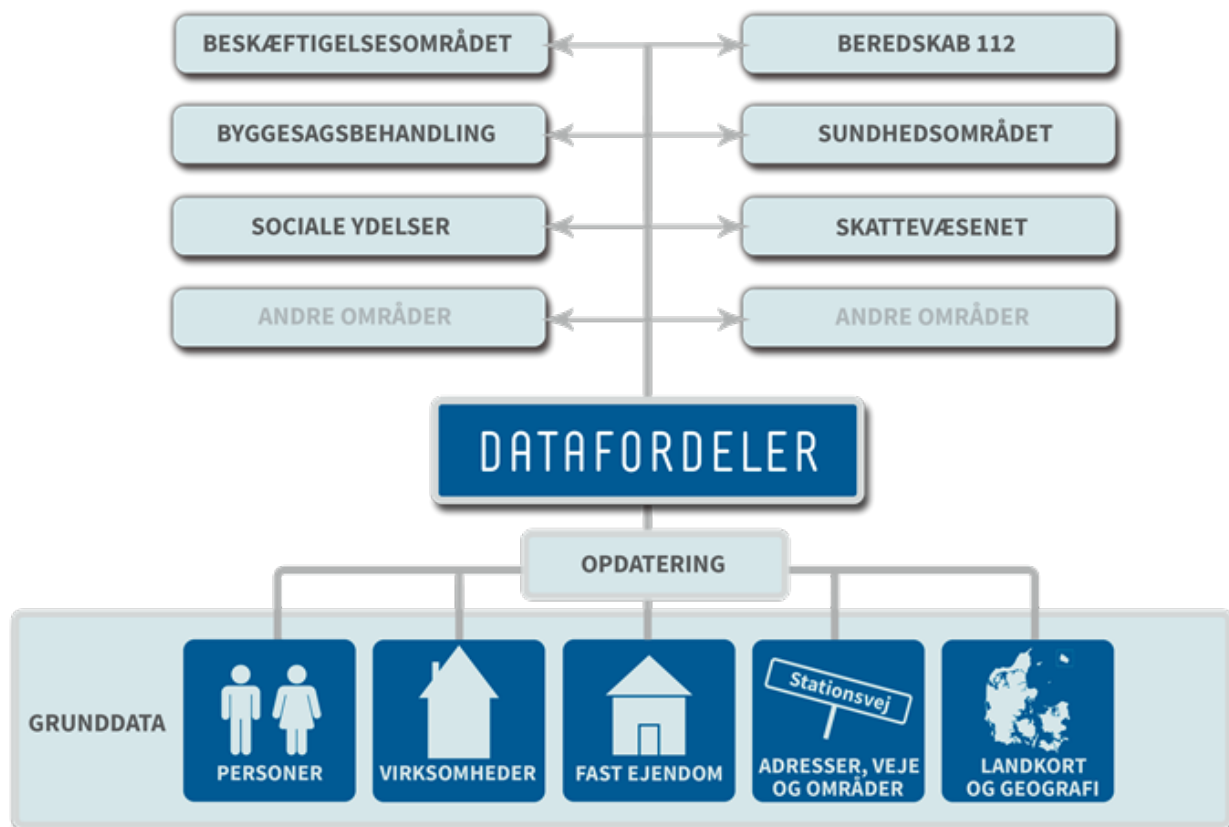 BESKÆFTIGELSESOMRÅDET
BEREDSKAB 112
BYGGESAGSBEHANDLING
SUNDHEDSOMRÅDET
SOCIALE YDELSER
SKATTEVÆSENET
ANDRE OMRÅDER
ANDRE OMRÅDER
DATAFORDELER
OPDATERING
GRUNDDATA
PERSONER
VIRKSOMHEDER
FAST EJENDOM
Stationsvej
ADRESSER, VEJE
OG OMRÅDER
LANDKORT
OG GEOGRAFI